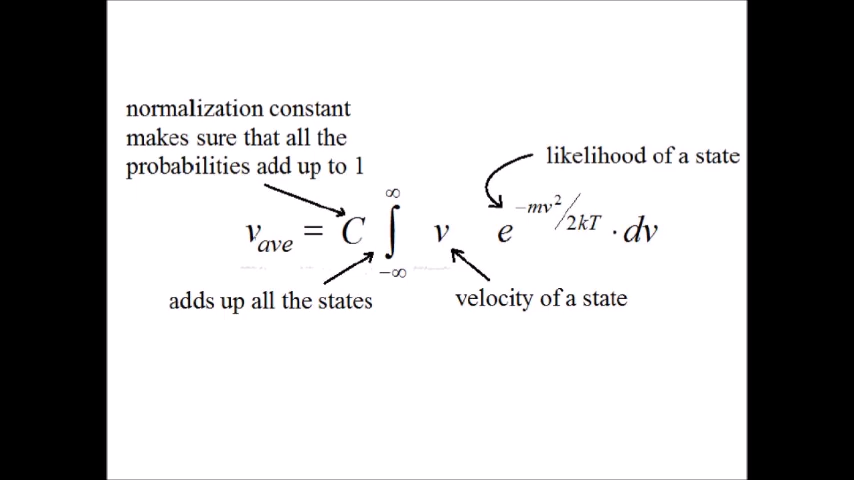 normalization constant
makes sure that all the
probabilities add up to 1
likelihood of a state
v_ave = C ∫_{-∞}^{∞} v e^{-mv²/2kT} · dv
adds up all the states
velocity of a state